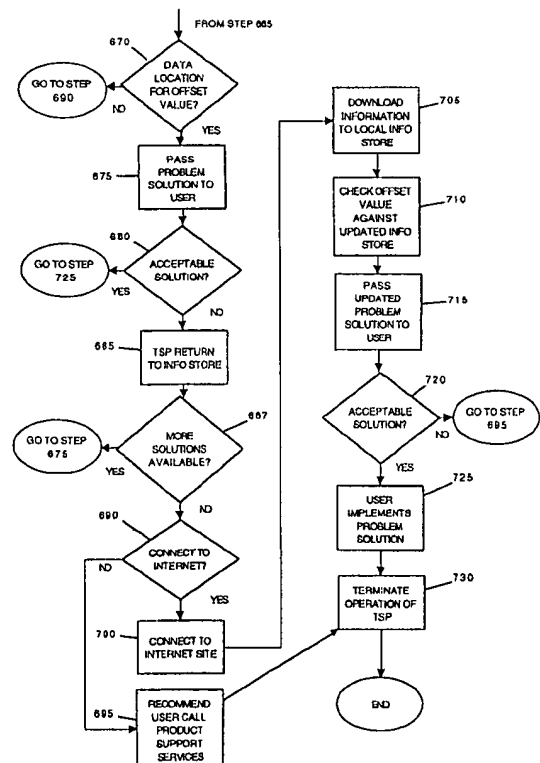 FROM STEP 665
670
DATA
LOCATION
FOR OFFSET
VALUE?
GO TO STEP
690
NO
YES
675
PASS
PROBLEM
SOLUTION TO
USER
680
ACCEPTABLE
SOLUTION?
GO TO STEP
725
YES
NO
685
TSP RETURN
TO INFO STORE
687
MORE
SOLUTIONS
AVAILABLE?
GO TO STEP
675
YES
NO
690
CONNECT TO
INTERNET?
NO
YES
700
CONNECT TO
INTERNET SITE
695
RECOMMEND
USER CALL
PRODUCT
SUPPORT
SERVICES
705
DOWNLOAD
INFORMATION
TO LOCAL INFO
STORE
710
CHECK OFFSET
VALUE
AGAINST
UPDATED INFO
STORE
715
PASS
UPDATED
PROBLEM
SOLUTION TO
USER
720
ACCEPTABLE
SOLUTION?
NO
GO TO STEP
695
YES
725
USER
IMPLEMENTS
PROBLEM
SOLUTION
730
TERMINATE
OPERATION OF
TSP
END